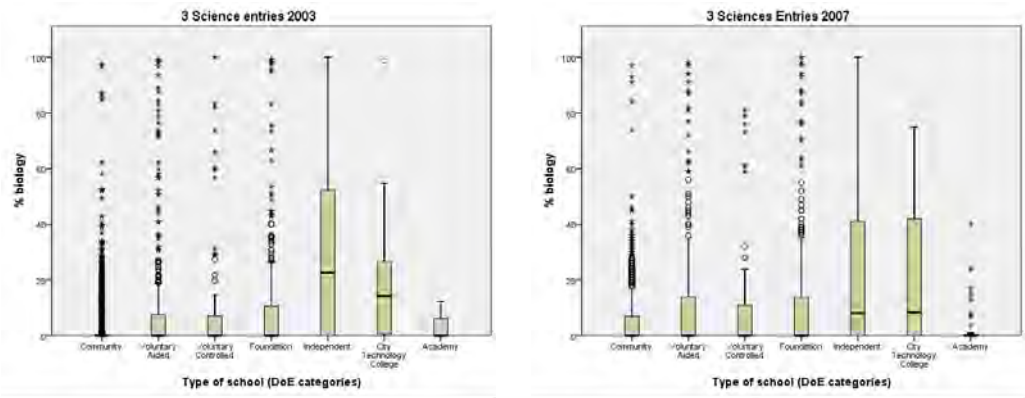 3 Science entries 2003
100
80
60
40
20
0
% biology
Community
Voluntary
Aided
Voluntary
Controlled
Foundation
Independent
City
Technology
College
Academy
Type of school (DoE categories)
3 Sciences Entries 2007
100
80
60
40
20
0
% biology
Community
Voluntary
Aided
Voluntary
Controlled
Foundation
Independent
City
Technology
College
Academy
Type of school (DoE categories)